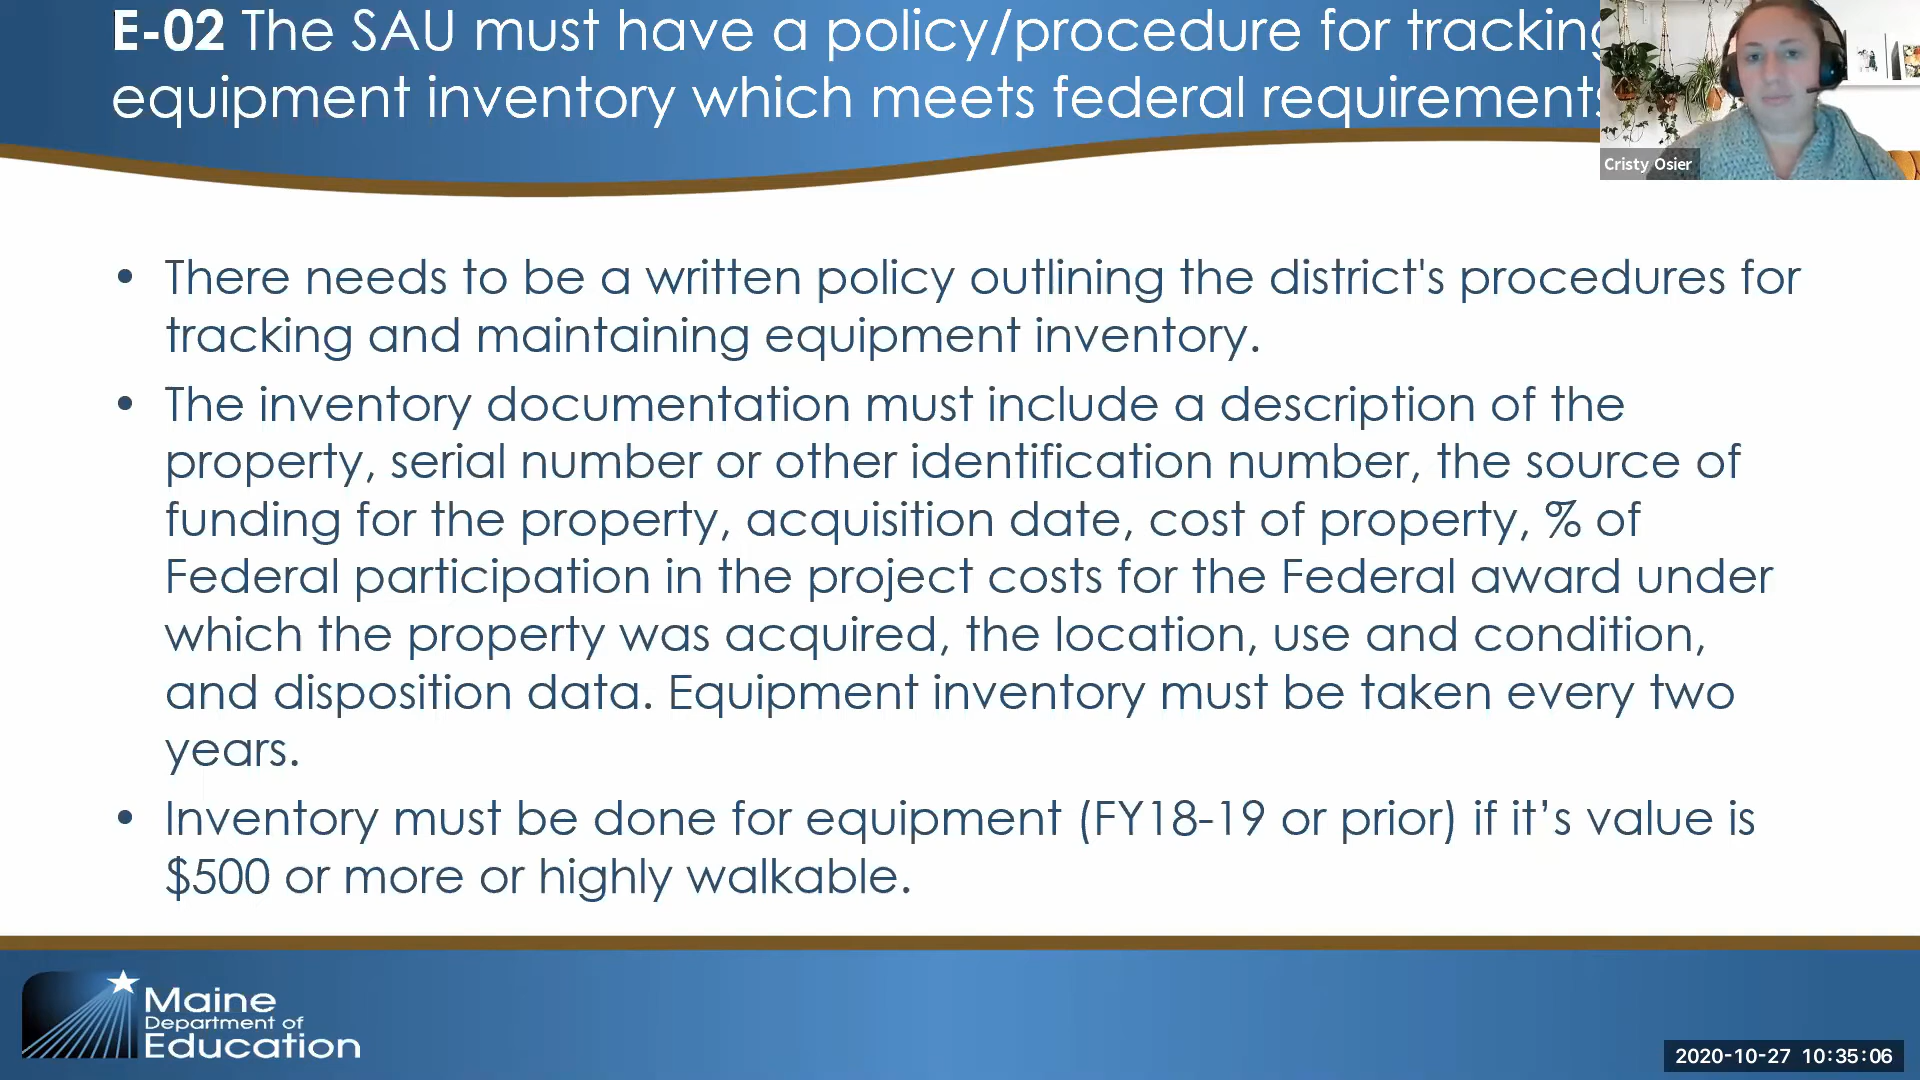 E-02 The SAU must have a policy/procedure for tracking
equipment inventory which meets federal requirements
Cristy Osier
• There needs to be a written policy outlining the district's procedures for
tracking and maintaining equipment inventory.
• The inventory documentation must include a description of the
property, serial number or other identification number, the source of
funding for the property, acquisition date, cost of property, % of
Federal participation in the project costs for the Federal award under
which the property was acquired, the location, use and condition,
and disposition data. Equipment inventory must be taken every two
years.
• Inventory must be done for equipment (FY18-19 or prior) if it’s value is
$500 or more or highly walkable.
Maine
Department of
Education
2020-10-27 10:35:06